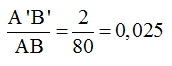 A'B'/AB = 2/80 = 0,025